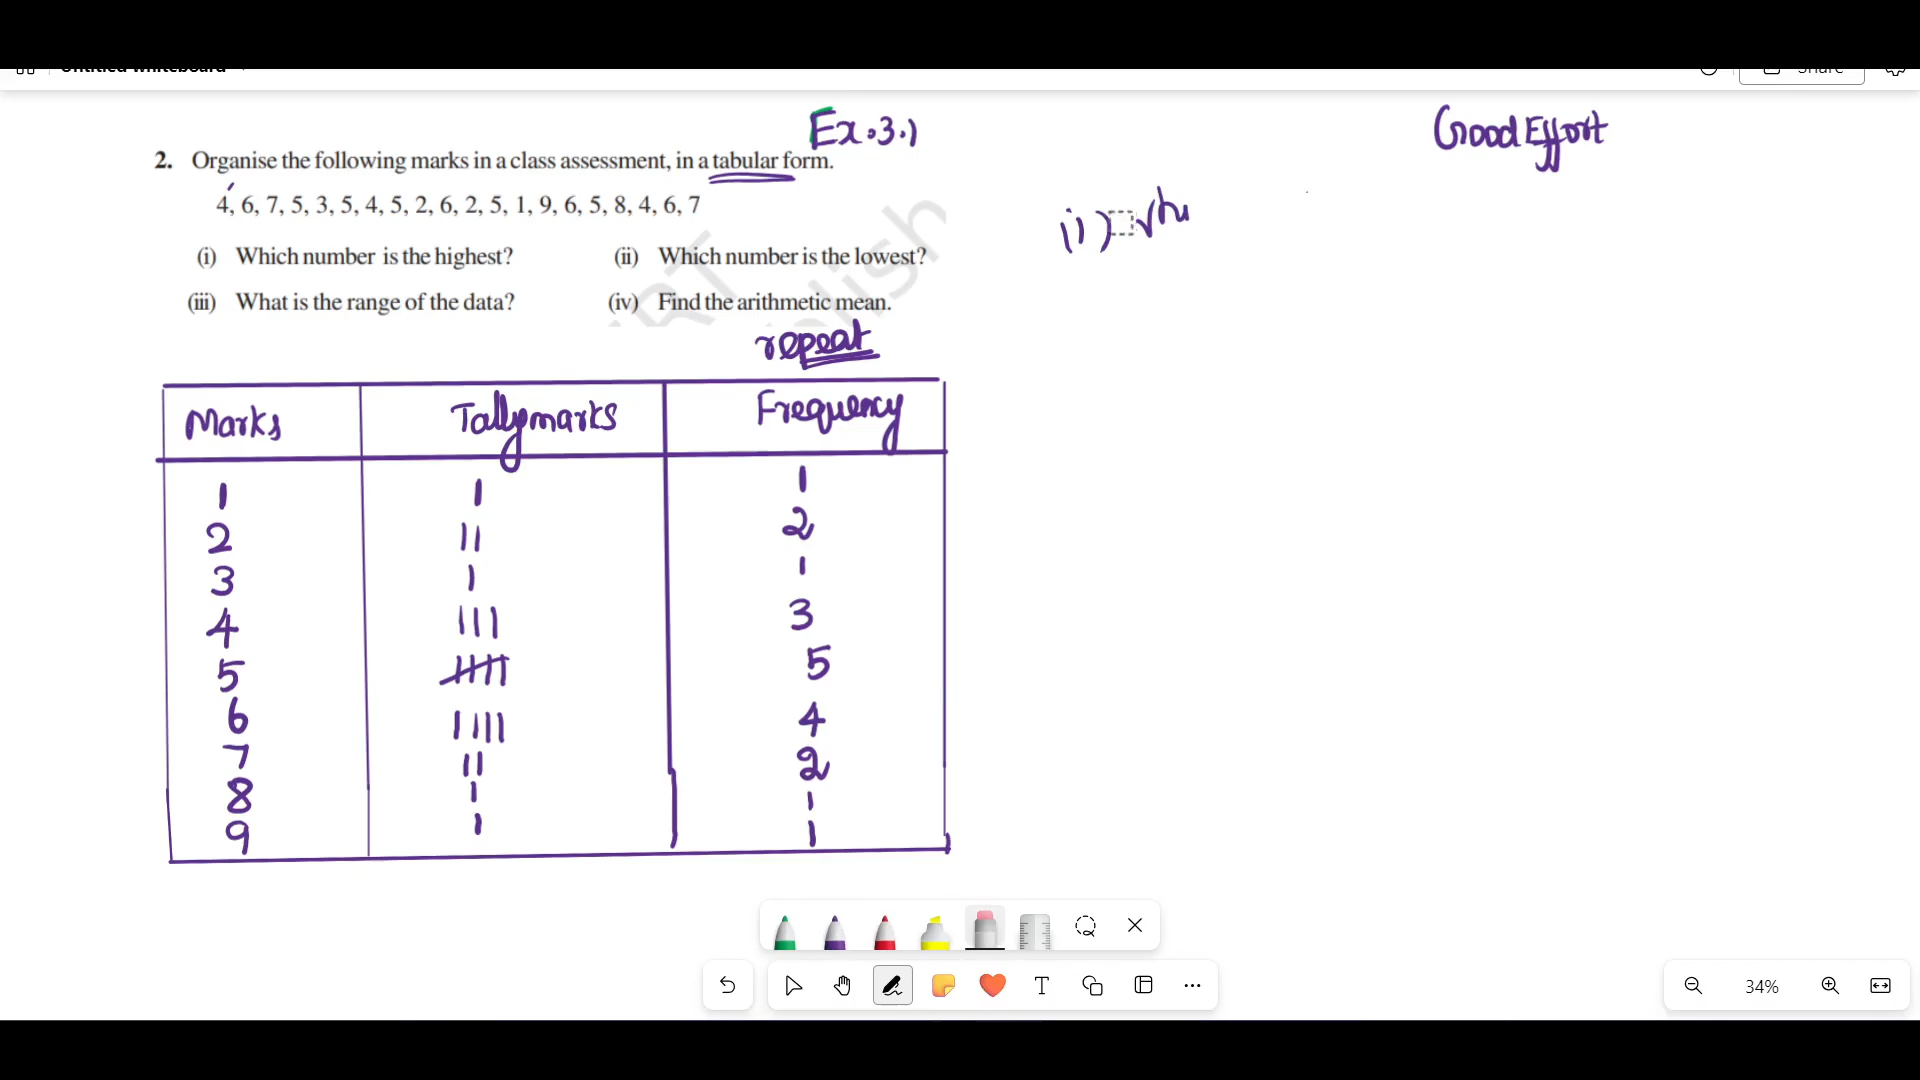 Untitled whiteboard
Share
Ex.3.1
Good Effort
2. Organise the following marks in a class assessment, in a tabular form.
4, 6, 7, 5, 3, 5, 4, 5, 2, 6, 2, 5, 1, 9, 6, 5, 8, 4, 6, 7
(i)
(i) Which number is the highest? (ii) Which number is the lowest?
(iii) What is the range of the data? (iv) Find the arithmetic mean.
repeat
Marks Tallymarks Frequency
1 | 1
2 || 2
3 | 1
4 ||| 3
5 𝍸 5
6 |||| 4
7 || 2
8 | 1
9 | 1
34%